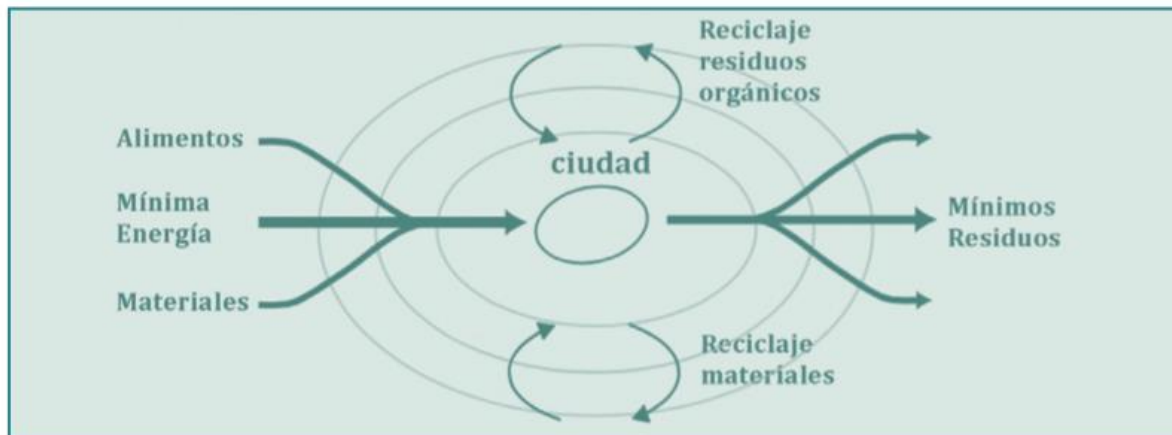 Reciclaje
residuos
orgánicos
Alimentos
ciudad
Mínima
Energía
Mínimos
Residuos
Materiales
Reciclaje
materiales